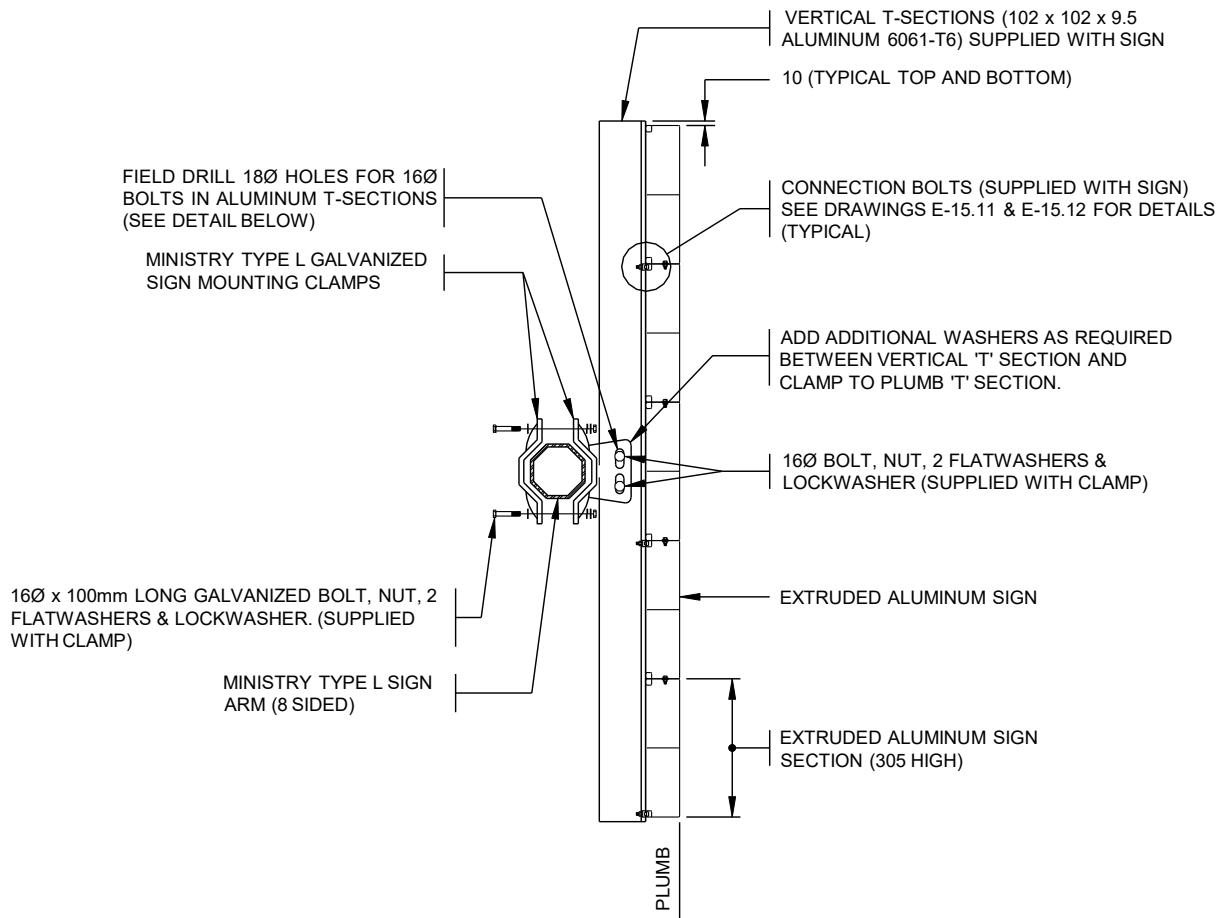 VERTICAL T-SECTIONS (102 x 102 x 9.5
ALUMINUM 6061-T6) SUPPLIED WITH SIGN
10 (TYPICAL TOP AND BOTTOM)
FIELD DRILL 18Ø HOLES FOR 16Ø
BOLTS IN ALUMINUM T-SECTIONS
(SEE DETAIL BELOW)
CONNECTION BOLTS (SUPPLIED WITH SIGN)
SEE DRAWINGS E-15.11 & E-15.12 FOR DETAILS
(TYPICAL)
MINISTRY TYPE L GALVANIZED
SIGN MOUNTING CLAMPS
ADD ADDITIONAL WASHERS AS REQUIRED
BETWEEN VERTICAL 'T' SECTION AND
CLAMP TO PLUMB 'T' SECTION.
16Ø BOLT, NUT, 2 FLATWASHERS &
LOCKWASHER (SUPPLIED WITH CLAMP)
16Ø x 100mm LONG GALVANIZED BOLT, NUT, 2
FLATWASHERS & LOCKWASHER. (SUPPLIED
WITH CLAMP)
EXTRUDED ALUMINUM SIGN
MINISTRY TYPE L SIGN
ARM (8 SIDED)
EXTRUDED ALUMINUM SIGN
SECTION (305 HIGH)
PLUMB